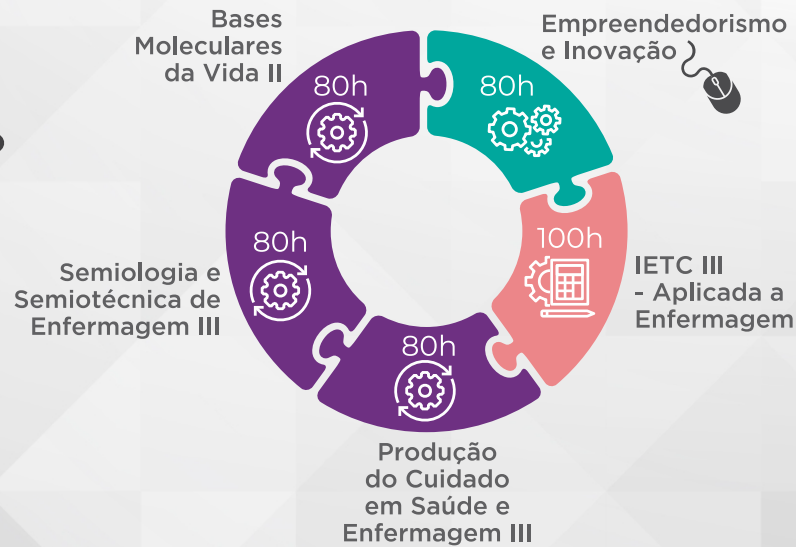 Bases
Moleculares
da Vida II
80h
Empreendedorismo
e Inovação
80h
100h
IETC III
- Aplicada a
Enfermagem
80h
Semiologia e
Semiotécnica de
Enfermagem III
80h
Produção
do Cuidado
em Saúde e
Enfermagem III